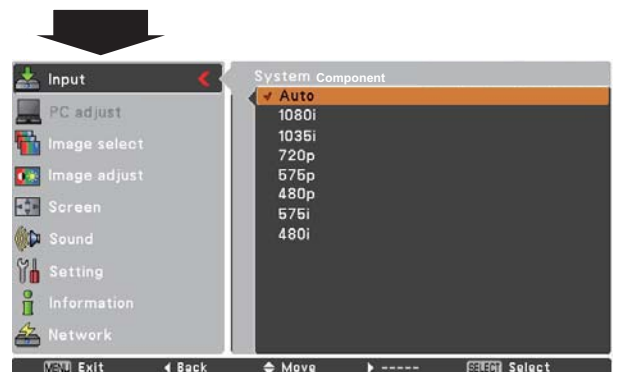 Input
PC adjust
Image select
Image adjust
Screen
Sound
Setting
Information
Network
System Component
Auto
1080i
1035i
720p
575p
480p
575i
480i
MENU Exit Back Move ----- SELECT Select